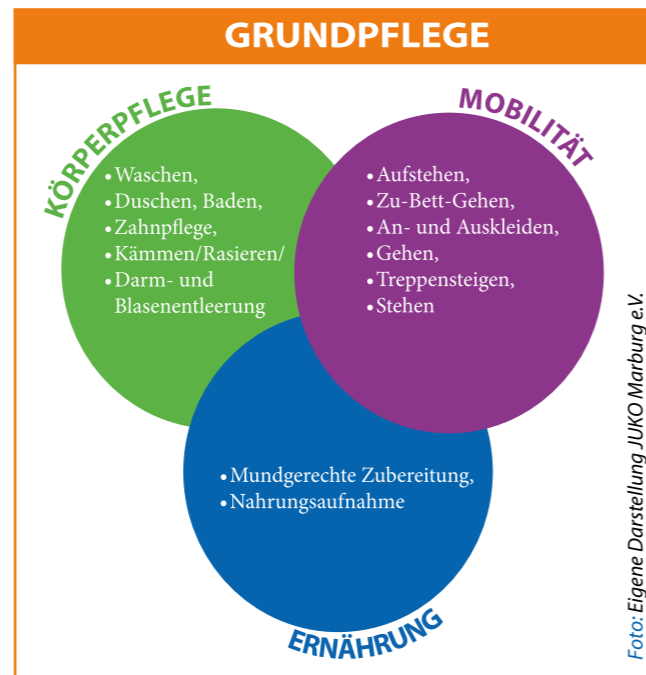 GRUNDPFLEGE
KÖRPERPFLEGE
• Waschen,
• Duschen, Baden,
• Zahnpflege,
• Kämmen/Rasieren/
• Darm- und
Blasenentleerung
MOBILITÄT
• Aufstehen,
• Zu-Bett-Gehen,
• An- und Auskleiden,
• Gehen,
• Treppensteigen,
• Stehen
• Mundgerechte Zubereitung,
• Nahrungsaufnahme
ERNÄHRUNG
Foto: Eigene Darstellung JUKO Marburg e.V.